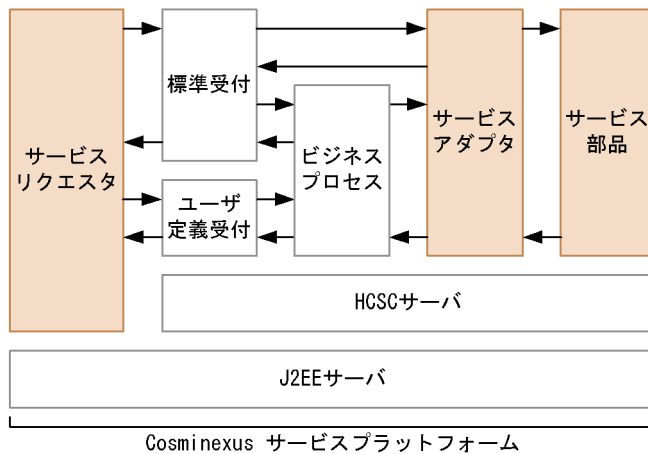 標準受付
サービス
リクエスタ
ユーザ
定義受付
ビジネス
プロセス
サービス
アダプタ
サービス
部品
HCSCサーバ
J2EEサーバ
Cosminexus サービスプラットフォーム